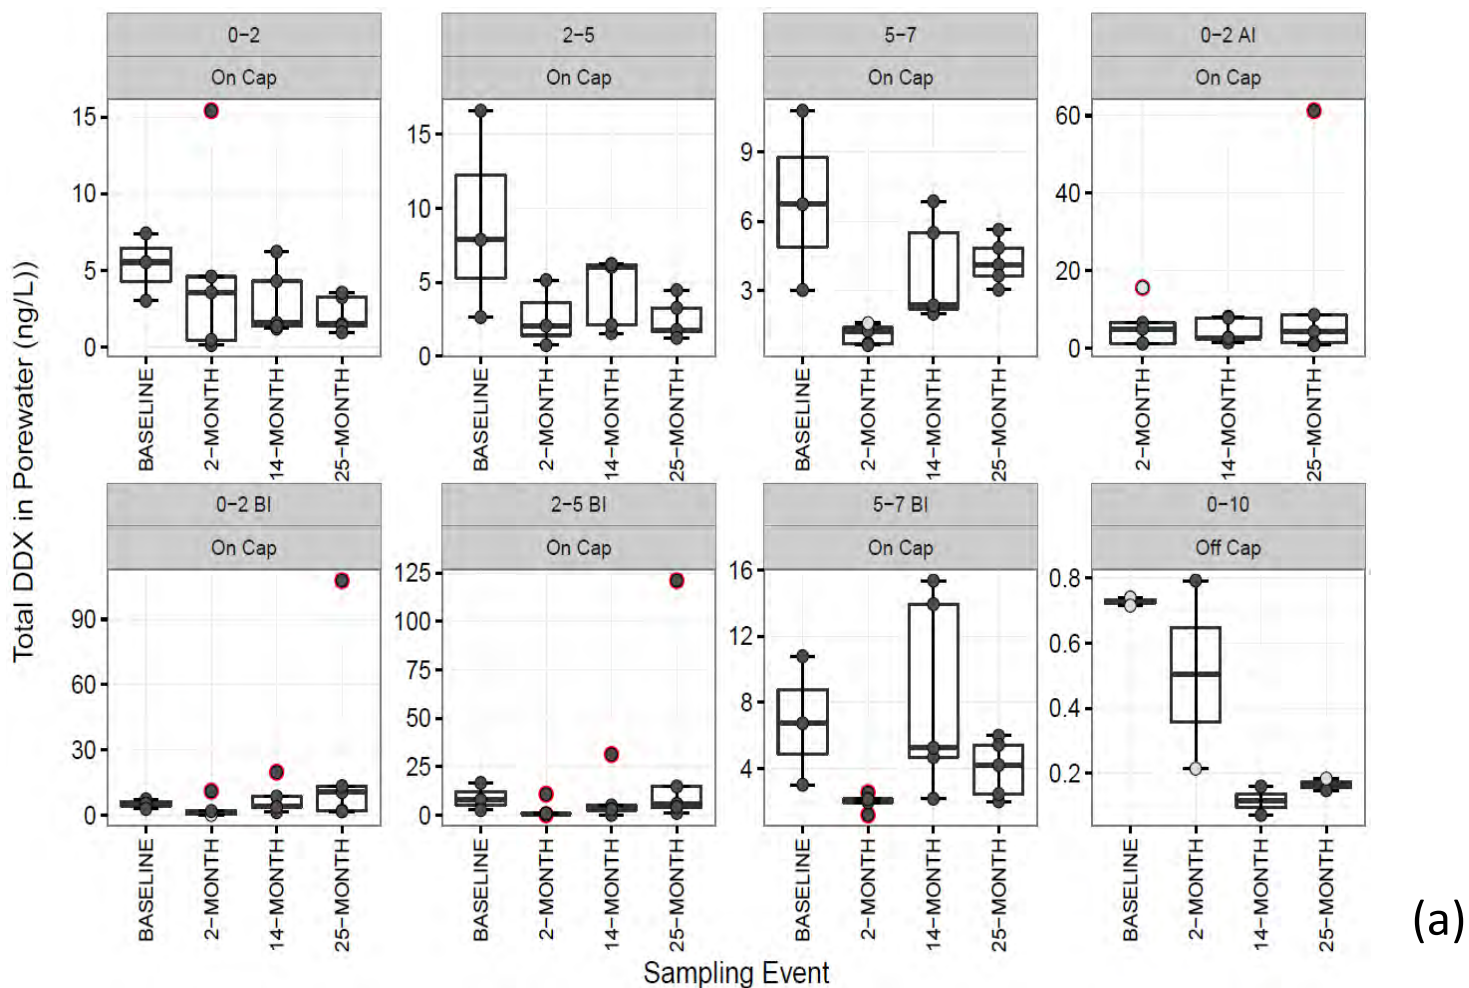 0−2
2−5
5−7
0−2 AI
On Cap
On Cap
On Cap
On Cap
15
10
5
0
15
10
5
0
9
6
3
60
40
20
0
BASELINE
2−MONTH
14−MONTH
25−MONTH
BASELINE
2−MONTH
14−MONTH
25−MONTH
BASELINE
2−MONTH
14−MONTH
25−MONTH
2−MONTH
14−MONTH
25−MONTH
Total DDX in Porewater (ng/L))
0−2 BI
2−5 BI
5−7 BI
0−10
On Cap
On Cap
On Cap
Off Cap
90
60
30
0
125
100
75
50
25
0
16
12
8
4
0.8
0.6
0.4
0.2
BASELINE
2−MONTH
14−MONTH
25−MONTH
BASELINE
2−MONTH
14−MONTH
25−MONTH
BASELINE
2−MONTH
14−MONTH
25−MONTH
BASELINE
2−MONTH
14−MONTH
25−MONTH
(a)
Sampling Event